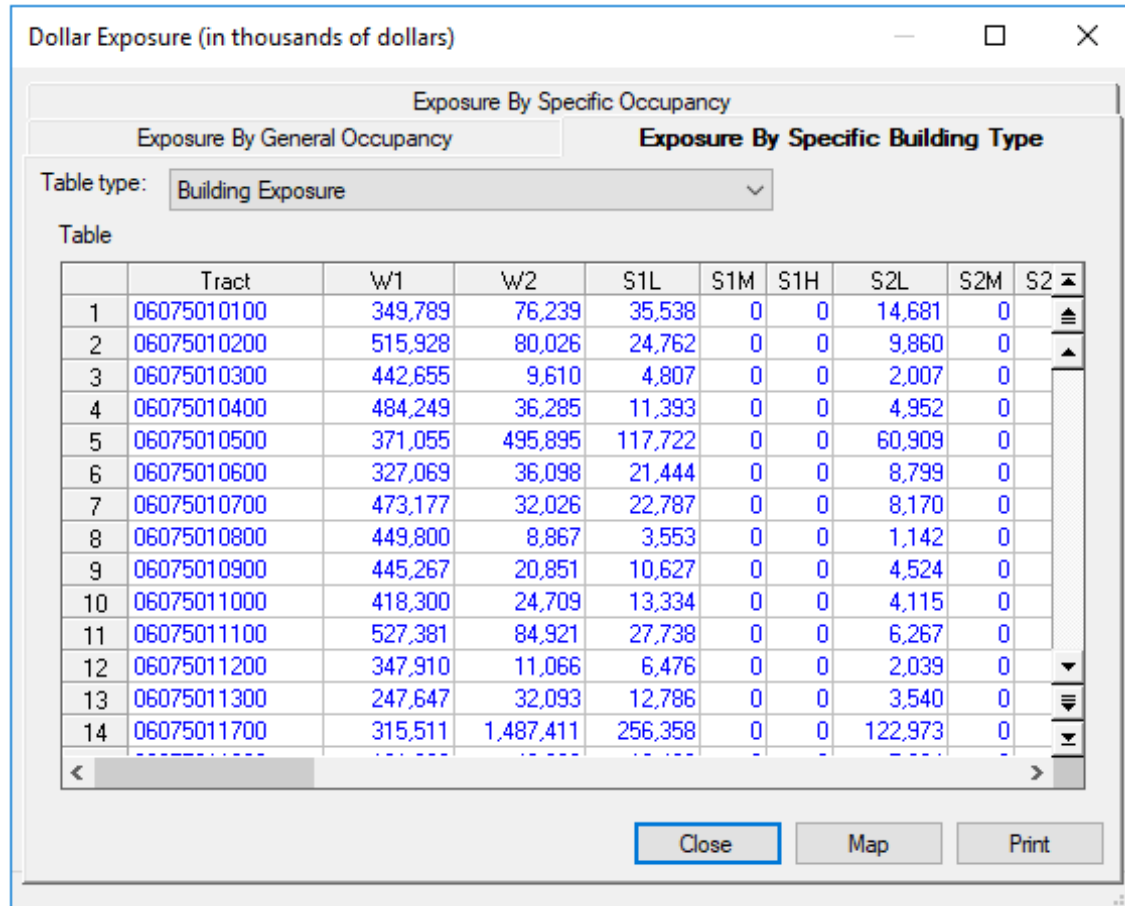 Dollar Exposure (in thousands of dollars)
Exposure By Specific Occupancy
Exposure By General Occupancy Exposure By Specific Building Type
Table type: Building Exposure
Table
Tract W1 W2 S1L S1M S1H S2L S2M S2
1 06075010100 349,789 76,239 35,538 0 0 14,681 0
2 06075010200 515,928 80,026 24,762 0 0 9,860 0
3 06075010300 442,655 9,610 4,807 0 0 2,007 0
4 06075010400 484,249 36,285 11,393 0 0 4,952 0
5 06075010500 371,055 495,895 117,722 0 0 60,909 0
6 06075010600 327,069 36,098 21,444 0 0 8,799 0
7 06075010700 473,177 32,026 22,787 0 0 8,170 0
8 06075010800 449,800 8,867 3,553 0 0 1,142 0
9 06075010900 445,267 20,851 10,627 0 0 4,524 0
10 06075011000 418,300 24,709 13,334 0 0 4,115 0
11 06075011100 527,381 84,921 27,738 0 0 6,267 0
12 06075011200 347,910 11,066 6,476 0 0 2,039 0
13 06075011300 247,647 32,093 12,786 0 0 3,540 0
14 06075011700 315,511 1,487,411 256,358 0 0 122,973 0
Close Map Print